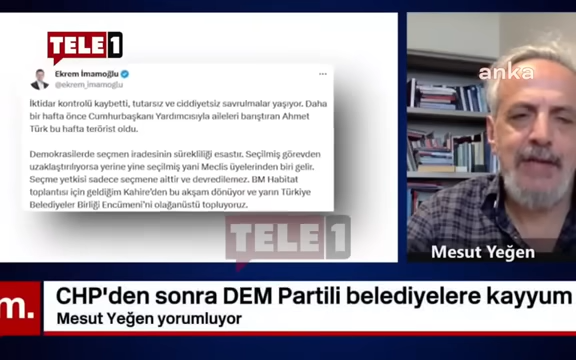 TELE1
anka
Ekrem İmamoğlu
@ekrem_imamoglu
İktidar kontrolü kaybetti, tutarsız ve ciddiyetsiz savrulmalar yaşıyor. Daha
bir hafta önce Cumhurbaşkanı Yardımcısıyla aileleri barıştıran Ahmet
Türk bu hafta terörist oldu.
Demokrasilerde seçmen iradesinin sürekliliği esastır. Seçilmiş görevden
uzaklaştırılıyorsa yerine yine seçilmiş yani Meclis üyelerinden biri gelir.
Seçme yetkisi sadece seçmene aittir ve devredilemez. BM Habitat
toplantısı için geldiğim Kahire'den bu akşam dönüyor ve yarın Türkiye
Belediyeler Birliği Encümeni'ni olağanüstü topluyoruz.
TELE1
Mesut Yeğen
m.
CHP'den sonra DEM Partili belediyelere kayyum
Mesut Yeğen yorumluyor